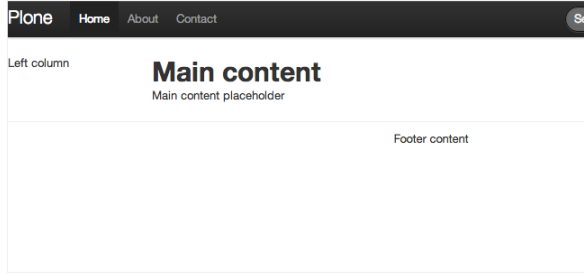 Plone Home About Contact
Left column
Main content
Main content placeholder
Footer content